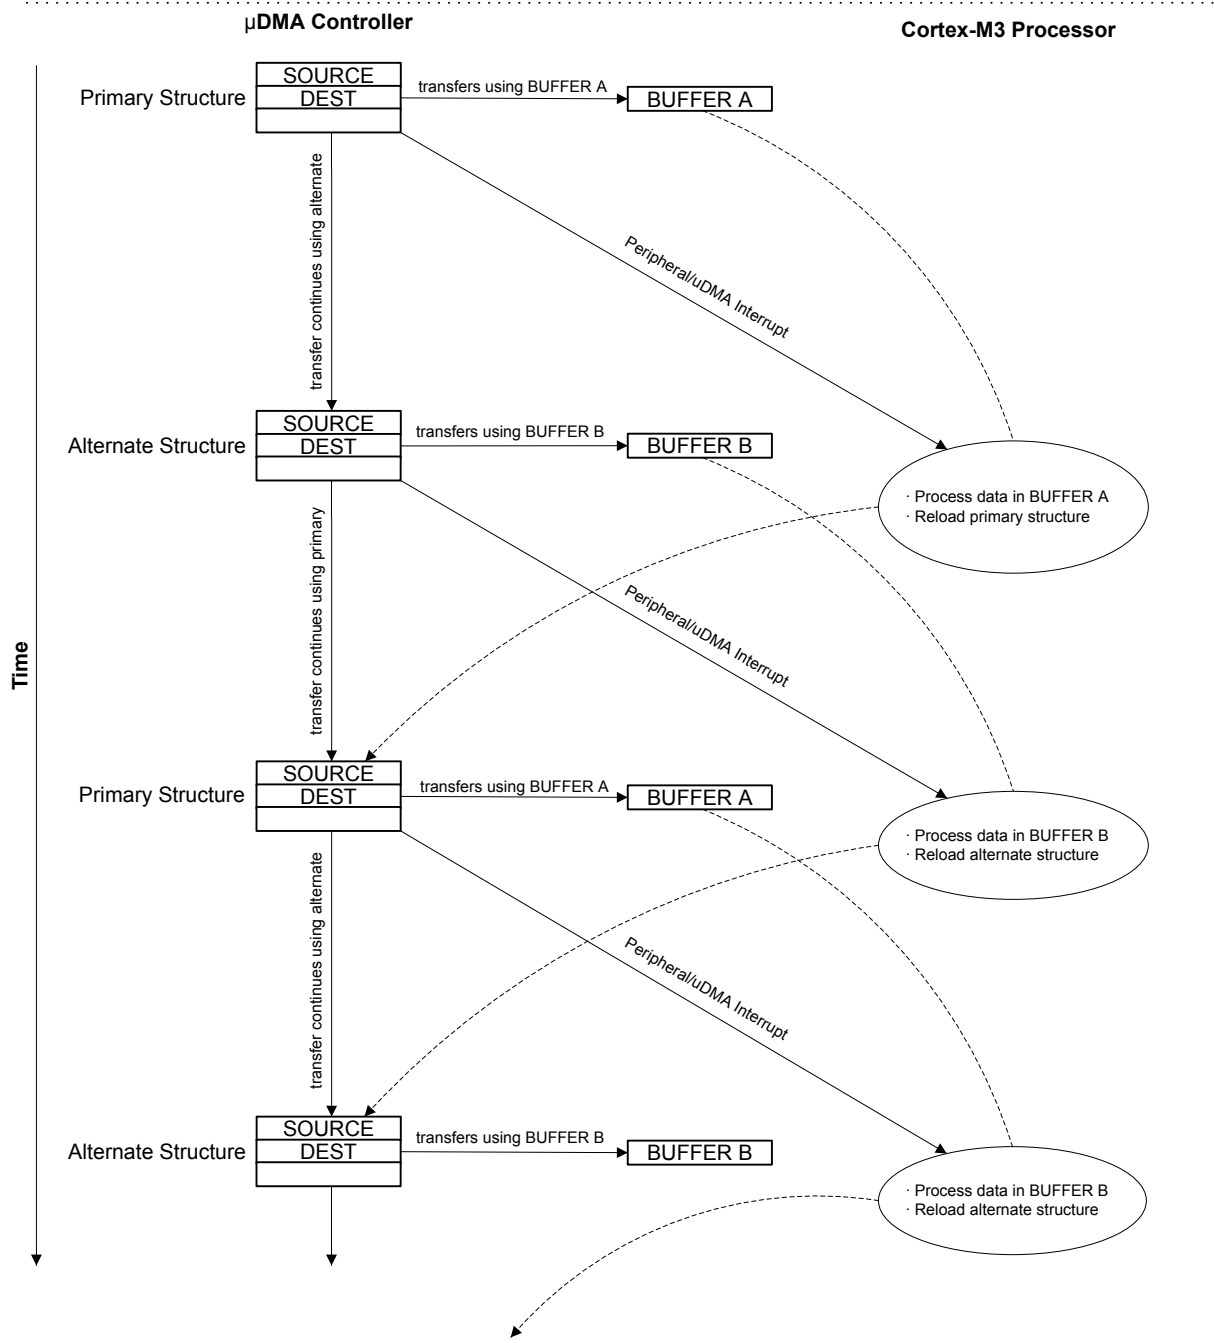 µDMA Controller
Cortex-M3 Processor
SOURCE
Primary Structure
DEST
transfers using BUFFER A
BUFFER A
transfer continues using alternate
Peripheral/uDMA Interrupt
SOURCE
Alternate Structure
DEST
transfers using BUFFER B
BUFFER B
· Process data in BUFFER A
· Reload primary structure
transfer continues using primary
Peripheral/uDMA Interrupt
Time
SOURCE
Primary Structure
DEST
transfers using BUFFER A
BUFFER A
· Process data in BUFFER B
· Reload alternate structure
transfer continues using alternate
Peripheral/uDMA Interrupt
SOURCE
Alternate Structure
DEST
transfers using BUFFER B
BUFFER B
· Process data in BUFFER B
· Reload alternate structure